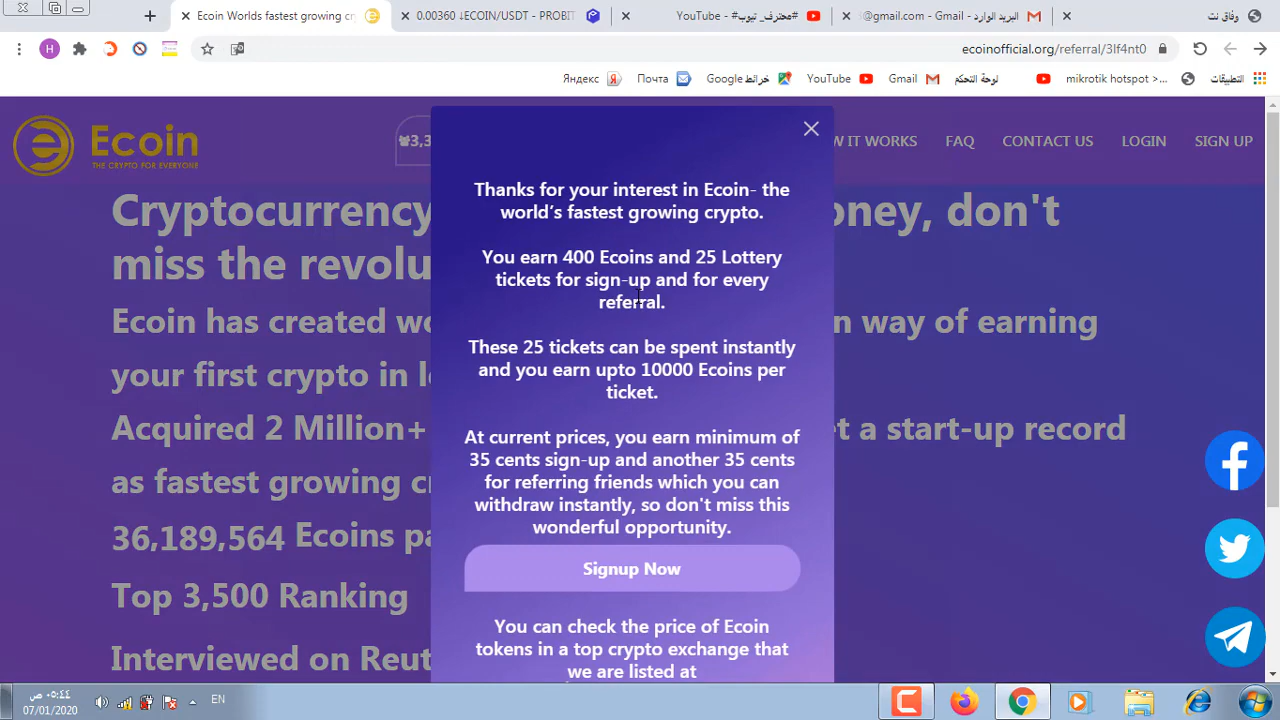 Ecoin Worlds fastest growing cr
0.00360 ↓ECOIN/USDT - PROBIT
YouTube - #محترف_تيوب"
@gmail.com - Gmail - البريد الوارد
وفاق نت
ecoinofficial.org/referral/3lf4nt0
Яндекс
Почта
خرائط Google
YouTube
Gmail
لوحة التحكم
mikrotik hotspot >...
التطبيقات
Ecoin
THE CRYPTO FOR EVERYONE
3,3
W IT WORKS
FAQ
CONTACT US
LOGIN
SIGN UP
Cryptocurrency
oney, don't
miss the revolu
Ecoin has created wo
n way of earning
your first crypto in l
Acquired 2 Million+
et a start-up record
as fastest growing cr
36,189,564 Ecoins pa
Top 3,500 Ranking
Interviewed on Reut
Thanks for your interest in Ecoin- the
world's fastest growing crypto.
You earn 400 Ecoins and 25 Lottery
tickets for sign-up and for every
referral.
These 25 tickets can be spent instantly
and you earn upto 10000 Ecoins per
ticket.
At current prices, you earn minimum of
35 cents sign-up and another 35 cents
for referring friends which you can
withdraw instantly, so don't miss this
wonderful opportunity.
Signup Now
You can check the price of Ecoin
tokens in a top crypto exchange that
we are listed at
٠٥:٤٤ ص
07/01/2020
EN